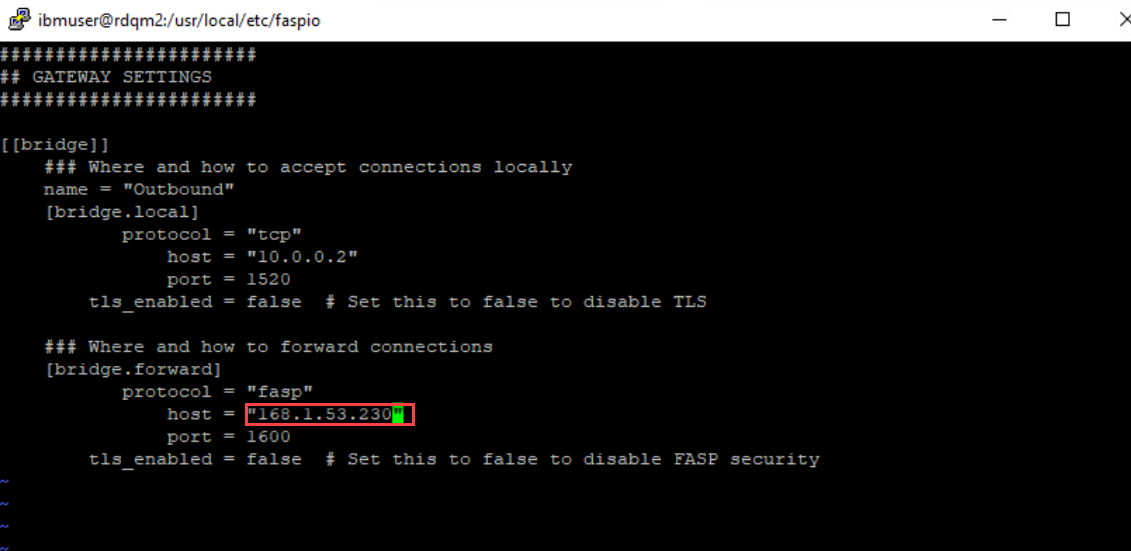 ibmuser@rdqm2:/usr/local/etc/faspio
#######################
## GATEWAY SETTINGS
#######################
[[bridge]]
### Where and how to accept connections locally
name = "Outbound"
[bridge.local]
protocol = "tcp"
host = "10.0.0.2"
port = 1520
tls_enabled = false  # Set this to false to disable TLS
### Where and how to forward connections
[bridge.forward]
protocol = "fasp"
host = "168.1.53.230"
port = 1600
tls_enabled = false  # Set this to false to disable FASP security
~
~
~
~